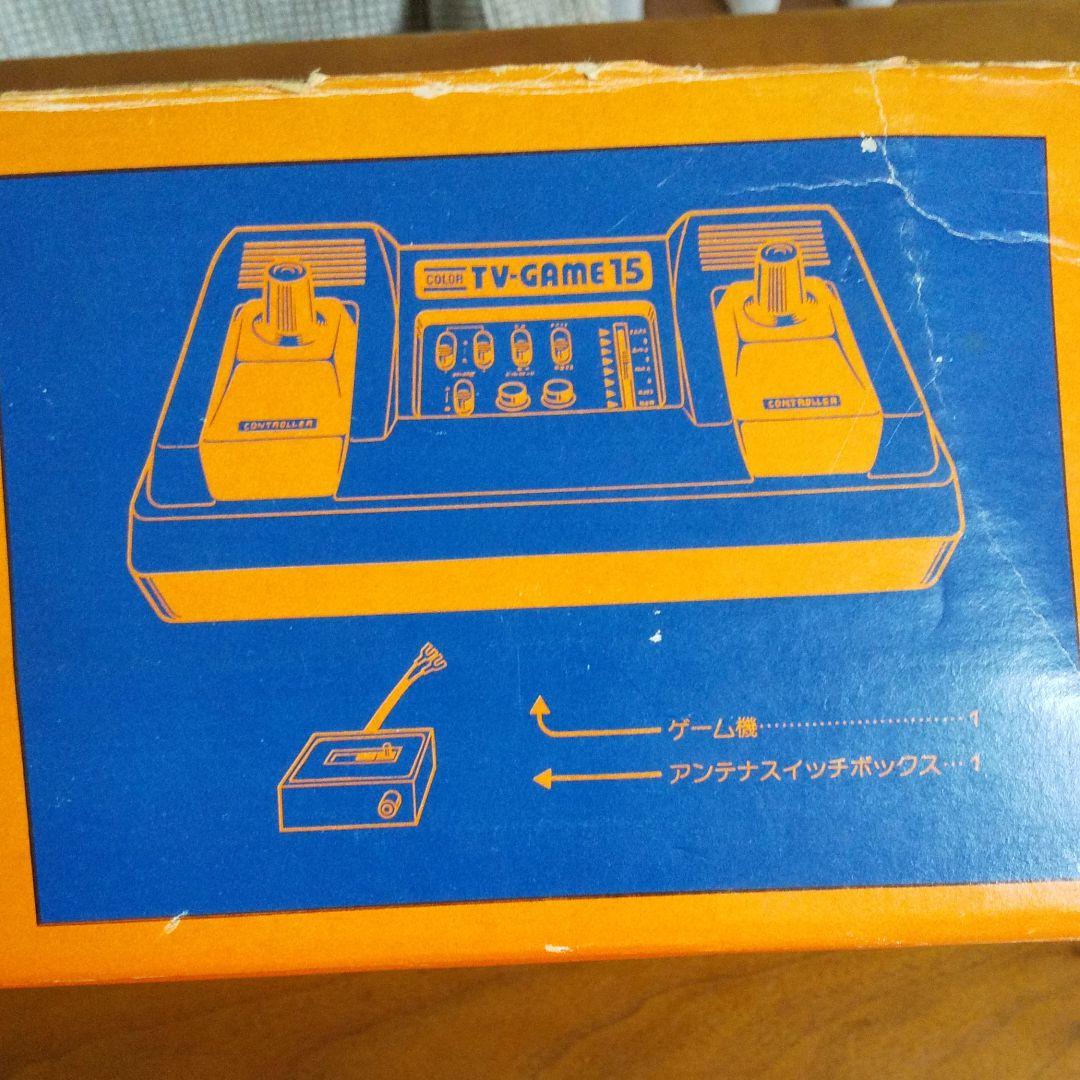 COLOR TV-GAME 15
CONTROLLER
CONTROLLER
ゲーム機…………………………1
アンテナスイッチボックス…1